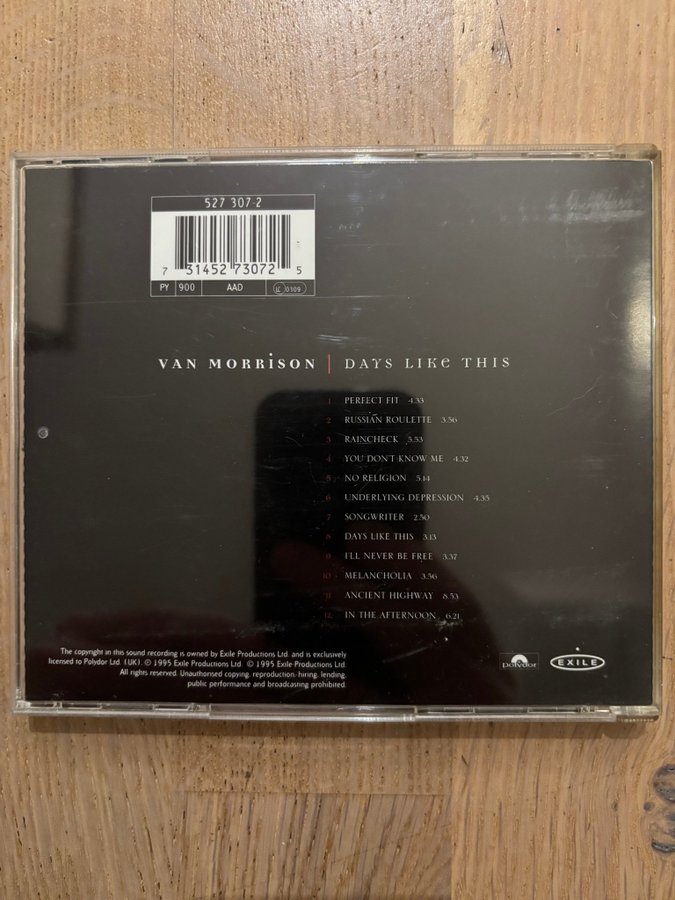 527 307-2
7 31452 73072 5
PY 900 AAD LC 0309
VAN MORRISON | DAYS LIKE THIS
1 PERFECT FIT 4.33
2 RUSSIAN ROULETTE 3.56
3 RAINCHECK 5.53
4 YOU DON'T KNOW ME 4.32
5 NO RELIGION 5.14
6 UNDERLYING DEPRESSION 4.35
7 SONGWRITER 2.50
8 DAYS LIKE THIS 3.13
9 I'LL NEVER BE FREE 3.37
10 MELANCHOLIA 3.56
11 ANCIENT HIGHWAY 8.53
12 IN THE AFTERNOON 6.21
The copyright in this sound recording is owned by Exile Productions Ltd. and is exclusively
licensed to Polydor Ltd. (UK). ℗ 1995 Exile Productions Ltd. © 1995 Exile Productions Ltd.
All rights reserved. Unauthorised copying, reproduction, hiring, lending,
public performance and broadcasting prohibited.
polydor
EXILE